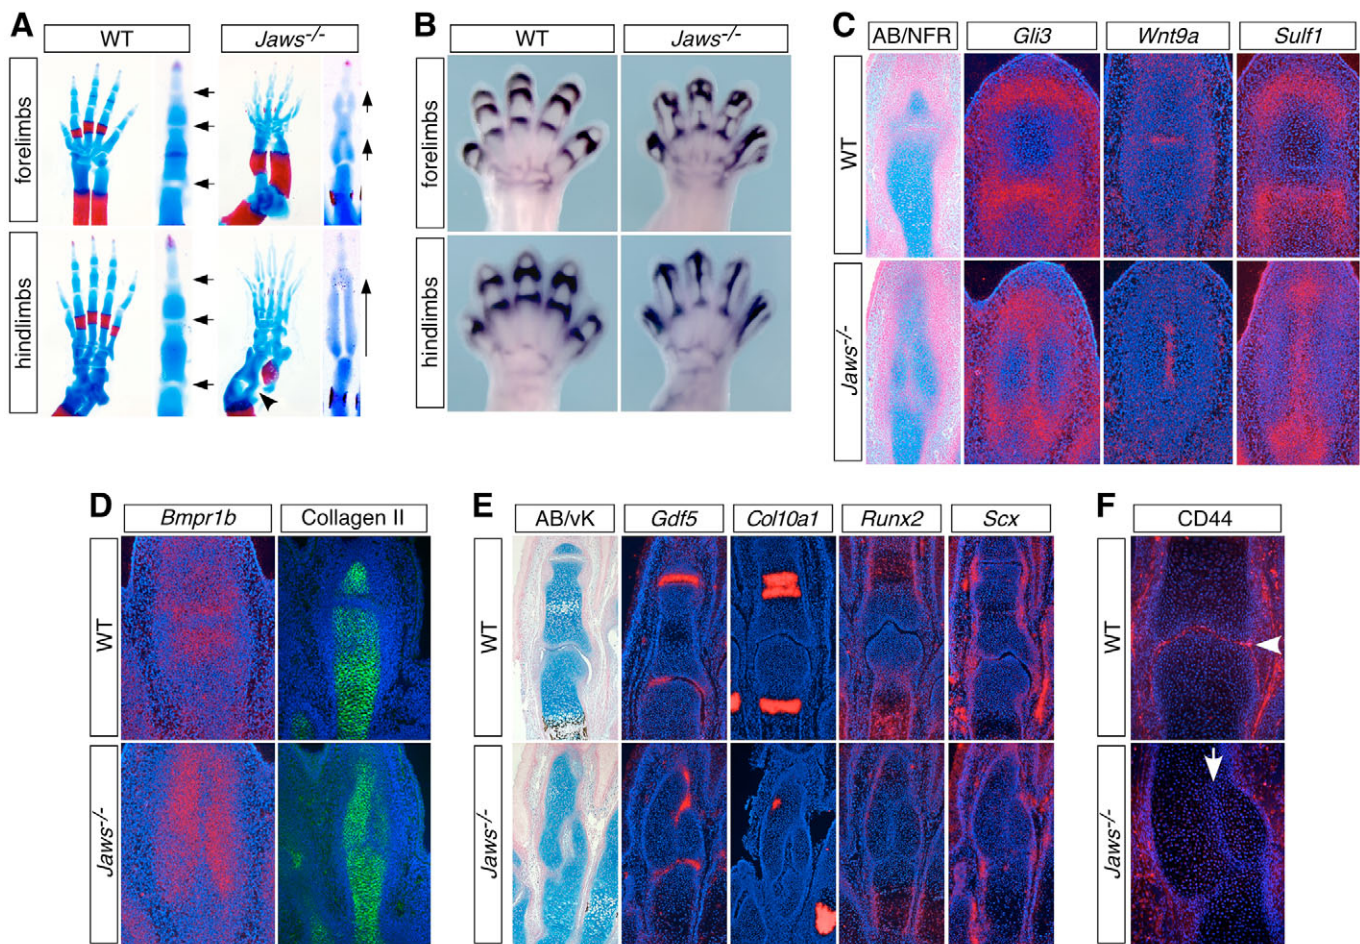 A
WT
Jaws-/-
forelimbs
hindlimbs
B
WT
Jaws-/-
forelimbs
hindlimbs
C
AB/NFR
Gli3
Wnt9a
Sulf1
WT
Jaws-/-
D
Bmpr1b
Collagen II
WT
Jaws-/-
E
AB/vK
Gdf5
Col10a1
Runx2
Scx
WT
Jaws-/-
F
CD44
WT
Jaws-/-